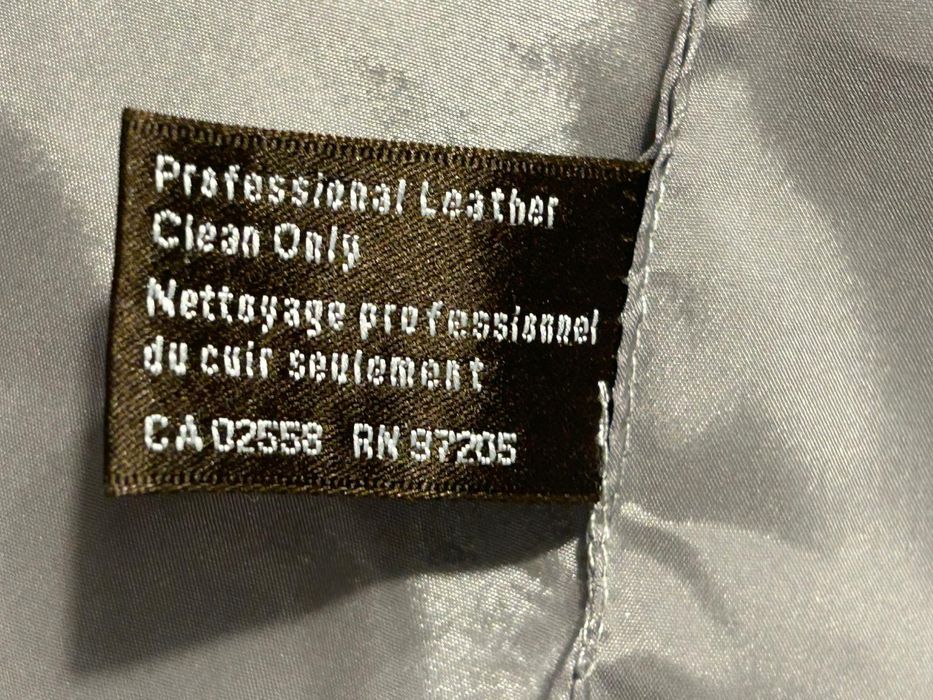 Professional Leather
Clean Only
Nettoyage professionnel
du cuir seulement
CA 02558 RN 97205